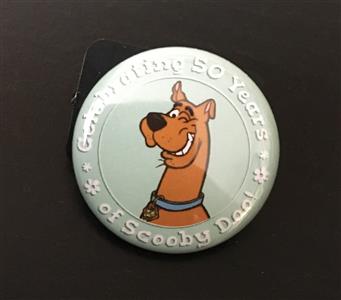 Celebrating 50 Years
of Scooby Doo!